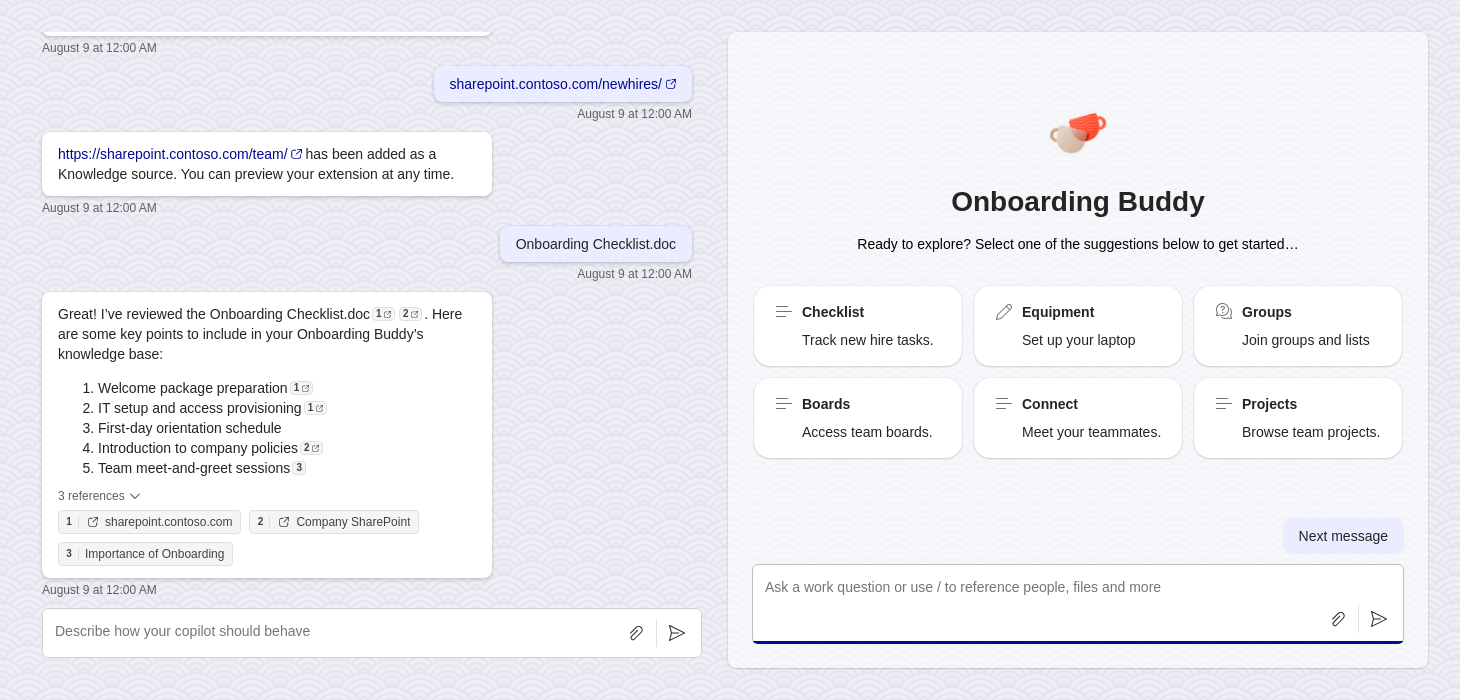 August 9 at 12:00 AM
sharepoint.contoso.com/newhires/
August 9 at 12:00 AM
https://sharepoint.contoso.com/team/ has been added as a
Knowledge source. You can preview your extension at any time.
August 9 at 12:00 AM
Onboarding Checklist.doc
August 9 at 12:00 AM
Great! I’ve reviewed the Onboarding Checklist.doc 1 2 . Here
are some key points to include in your Onboarding Buddy’s
knowledge base:
1. Welcome package preparation 1
2. IT setup and access provisioning 1
3. First-day orientation schedule
4. Introduction to company policies 2
5. Team meet-and-greet sessions 3
3 references
1 sharepoint.contoso.com 2 Company SharePoint
3 Importance of Onboarding
August 9 at 12:00 AM
Describe how your copilot should behave
Onboarding Buddy
Ready to explore? Select one of the suggestions below to get started…
Checklist
Track new hire tasks.
Equipment
Set up your laptop
Groups
Join groups and lists
Boards
Access team boards.
Connect
Meet your teammates.
Projects
Browse team projects.
Next message
Ask a work question or use / to reference people, files and more